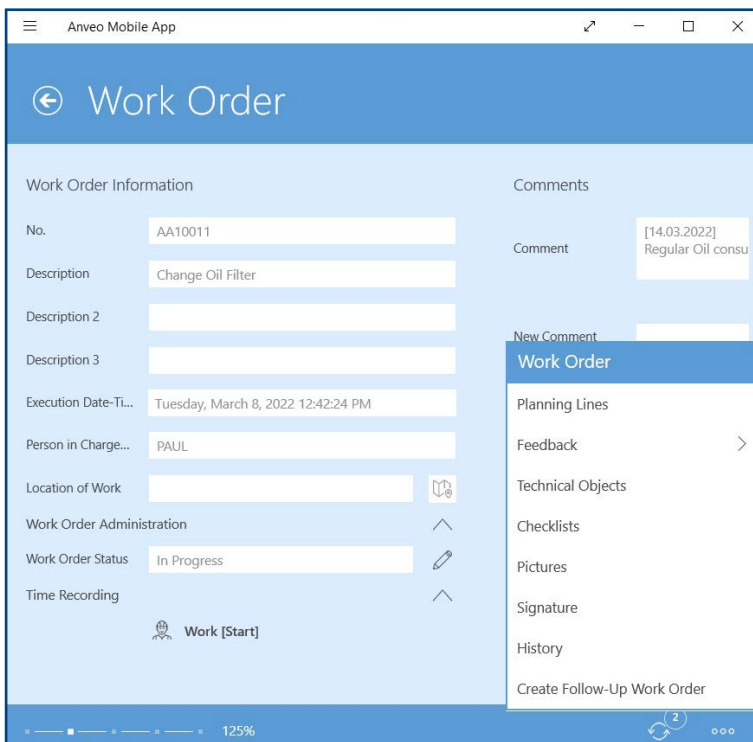 Anveo Mobile App
Work Order
Work Order Information
No.
AA10011
Description
Change Oil Filter
Description 2
Description 3
Execution Date-Ti...
Tuesday, March 8, 2022 12:42:24 PM
Person in Charge...
PAUL
Location of Work
Work Order Administration
Work Order Status
In Progress
Time Recording
Work [Start]
Comments
Comment
[14.03.2022]
Regular Oil consu
New Comment
Work Order
Planning Lines
Feedback
Technical Objects
Checklists
Pictures
Signature
History
Create Follow-Up Work Order
125%
2